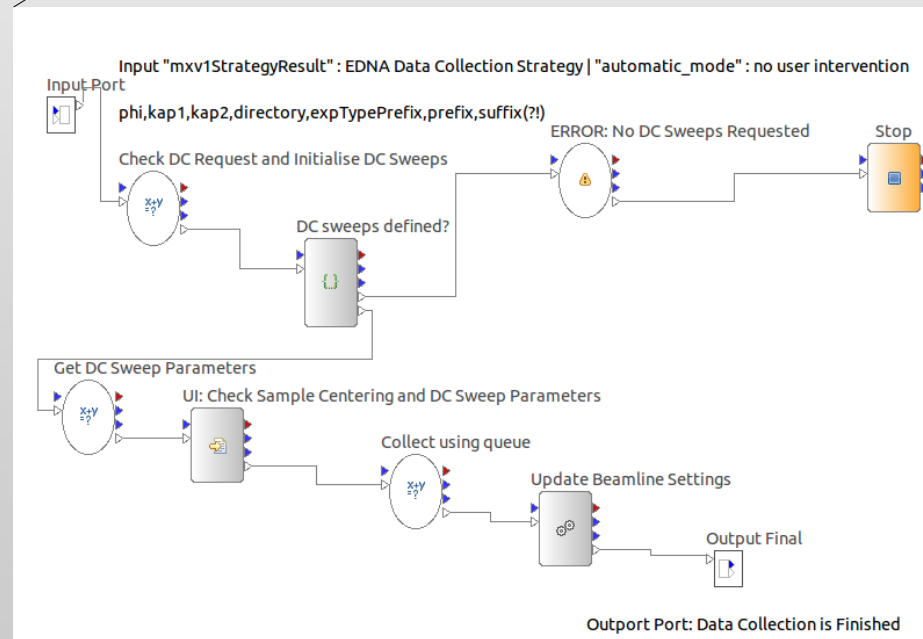 Input "mxv1StrategyResult" : EDNA Data Collection Strategy | "automatic_mode" : no user intervention
Input Port
phi,kap1,kap2,directory,expTypePrefix,prefix,suffix(?!)
ERROR: No DC Sweeps Requested
Stop
Check DC Request and Initialise DC Sweeps
x+y
=?
DC sweeps defined?
{..}
Get DC Sweep Parameters
x+y
=?
UI: Check Sample Centering and DC Sweep Parameters
Collect using queue
x+y
=?
Update Beamline Settings
Output Final
Outport Port: Data Collection is Finished